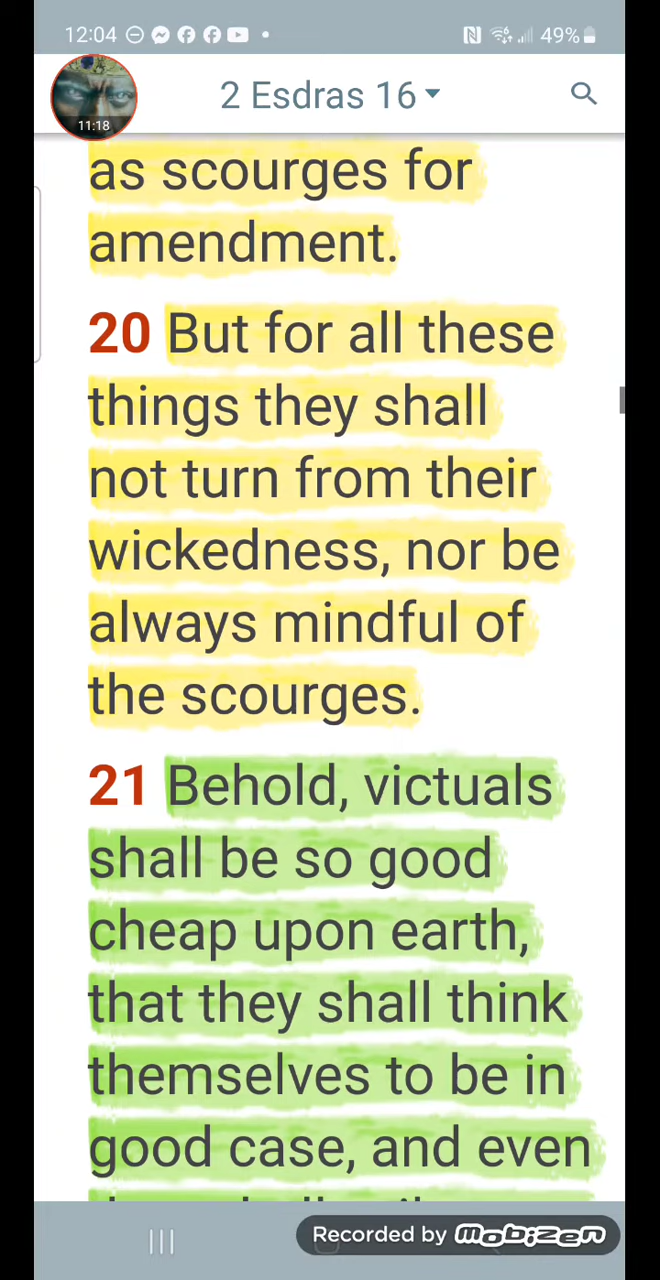 12:04
49%
11:18
2 Esdras 16
as scourges for
amendment.
20 But for all these
things they shall
not turn from their
wickedness, nor be
always mindful of
the scourges.
21 Behold, victuals
shall be so good
cheap upon earth,
that they shall think
themselves to be in
good case, and even
Recorded by mobizen